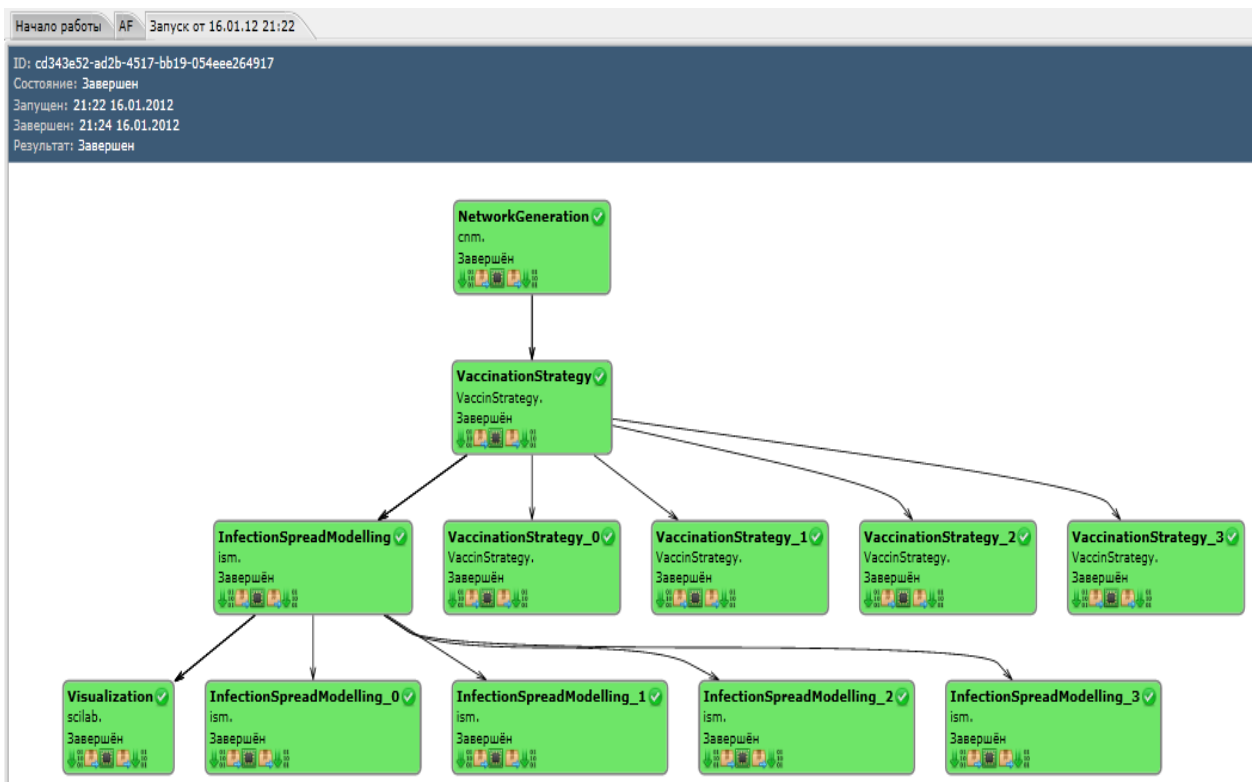 Начало работы AF Запуск от 16.01.12 21:22
ID: cd343e52-ad2b-4517-bb19-054eee264917
Состояние: Завершен
Запущен: 21:22 16.01.2012
Завершен: 21:24 16.01.2012
Результат: Завершен
NetworkGeneration
cnm.
Завершён
VaccinationStrategy
VaccinStrategy.
Завершён
InfectionSpreadModelling
ism.
Завершён
VaccinationStrategy_0
VaccinStrategy.
Завершён
VaccinationStrategy_1
VaccinStrategy.
Завершён
VaccinationStrategy_2
VaccinStrategy.
Завершён
VaccinationStrategy_3
VaccinStrategy.
Завершён
Visualization
scilab.
Завершён
InfectionSpreadModelling_0
ism.
Завершён
InfectionSpreadModelling_1
ism.
Завершён
InfectionSpreadModelling_2
ism.
Завершён
InfectionSpreadModelling_3
ism.
Завершён